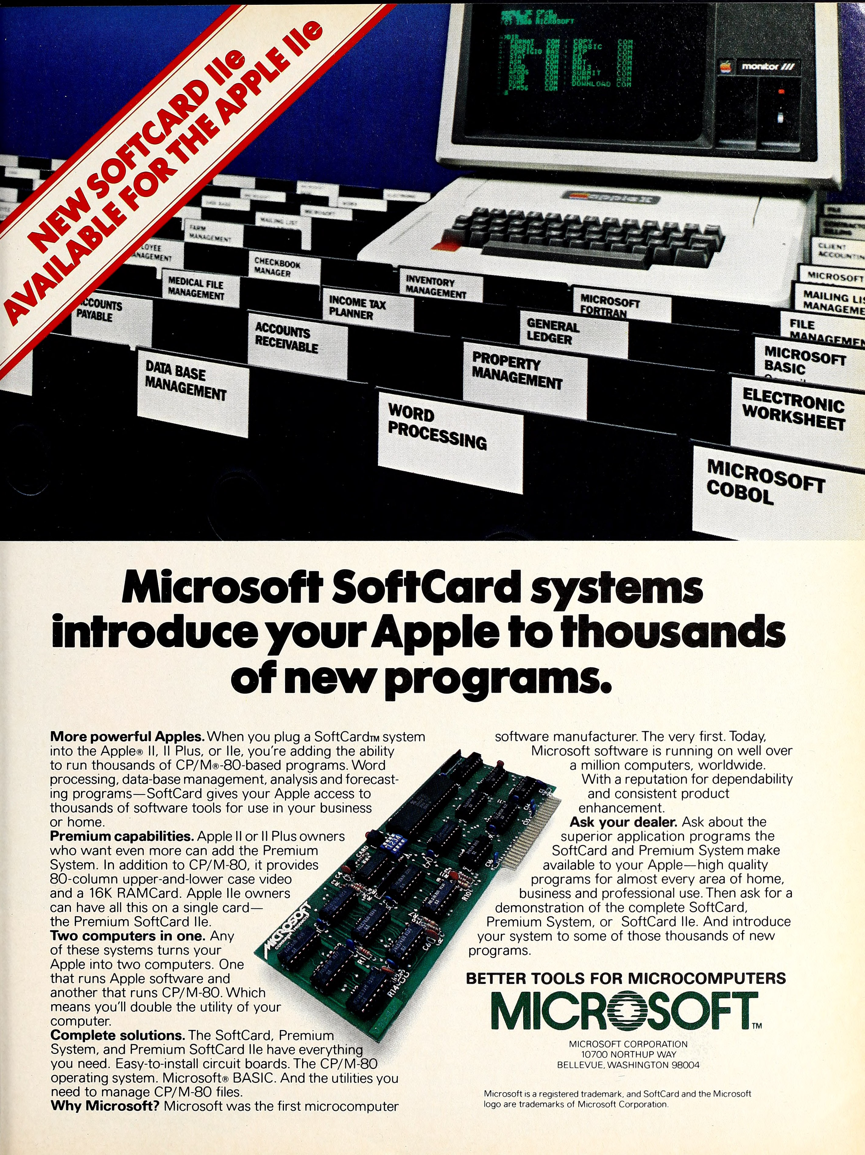 NEW SOFTCARD IIe
AVAILABLE FOR THE APPLE IIe
monitor ///
apple
FARM
MANAGEMENT
MAILING LIST
CHECKBOOK
MANAGER
MEDICAL FILE
MANAGEMENT
INVENTORY
MANAGEMENT
INCOME TAX
PLANNER
MICROSOFT
FORTRAN
PAYABLE
ACCOUNTS
RECEIVABLE
GENERAL
LEDGER
DATA BASE
MANAGEMENT
PROPERTY
MANAGEMENT
WORD
PROCESSING
CLIENT
MICROSOFT
FILE
MICROSOFT
BASIC
ELECTRONIC
WORKSHEET
MICROSOFT
COBOL
Microsoft SoftCard systems
introduce your Apple to thousands
of new programs.
More powerful Apples. When you plug a SoftCard™ system
into the Apple® II, II Plus, or IIe, you're adding the ability
to run thousands of CP/M®-80-based programs. Word
processing, data-base management, analysis and forecast-
ing programs—SoftCard gives your Apple access to
thousands of software tools for use in your business
or home.
Premium capabilities. Apple II or II Plus owners
who want even more can add the Premium
System. In addition to CP/M-80, it provides
80-column upper-and-lower case video
and a 16K RAMCard. Apple IIe owners
can have all this on a single card—
the Premium SoftCard IIe.
Two computers in one. Any
of these systems turns your
Apple into two computers. One
that runs Apple software and
another that runs CP/M-80. Which
means you'll double the utility of your
computer.
Complete solutions. The SoftCard, Premium
System, and Premium SoftCard IIe have everything
you need. Easy-to-install circuit boards. The CP/M-80
operating system. Microsoft® BASIC. And the utilities you
need to manage CP/M-80 files.
Why Microsoft? Microsoft was the first microcomputer
MICROSOFT
software manufacturer. The very first. Today,
Microsoft software is running on well over
a million computers, worldwide.
With a reputation for dependability
and consistent product
enhancement.
Ask your dealer. Ask about the
superior application programs the
SoftCard and Premium System make
available to your Apple—high quality
programs for almost every area of home,
business and professional use. Then ask for a
demonstration of the complete SoftCard,
Premium System, or SoftCard IIe. And introduce
your system to some of those thousands of new
programs.
BETTER TOOLS FOR MICROCOMPUTERS
MICROSOFT™
MICROSOFT CORPORATION
10700 NORTHUP WAY
BELLEVUE, WASHINGTON 98004
Microsoft is a registered trademark, and SoftCard and the Microsoft
logo are trademarks of Microsoft Corporation.